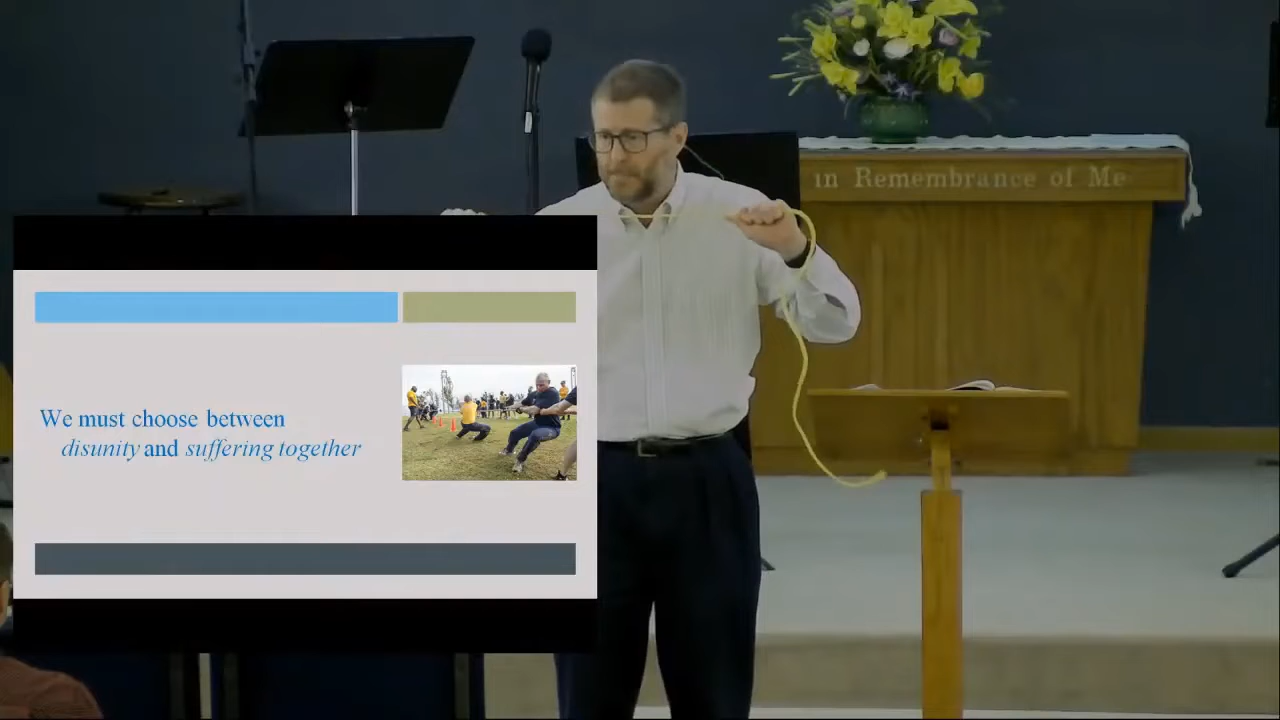 in Remembrance of Me
We must choose between
disunity and suffering together